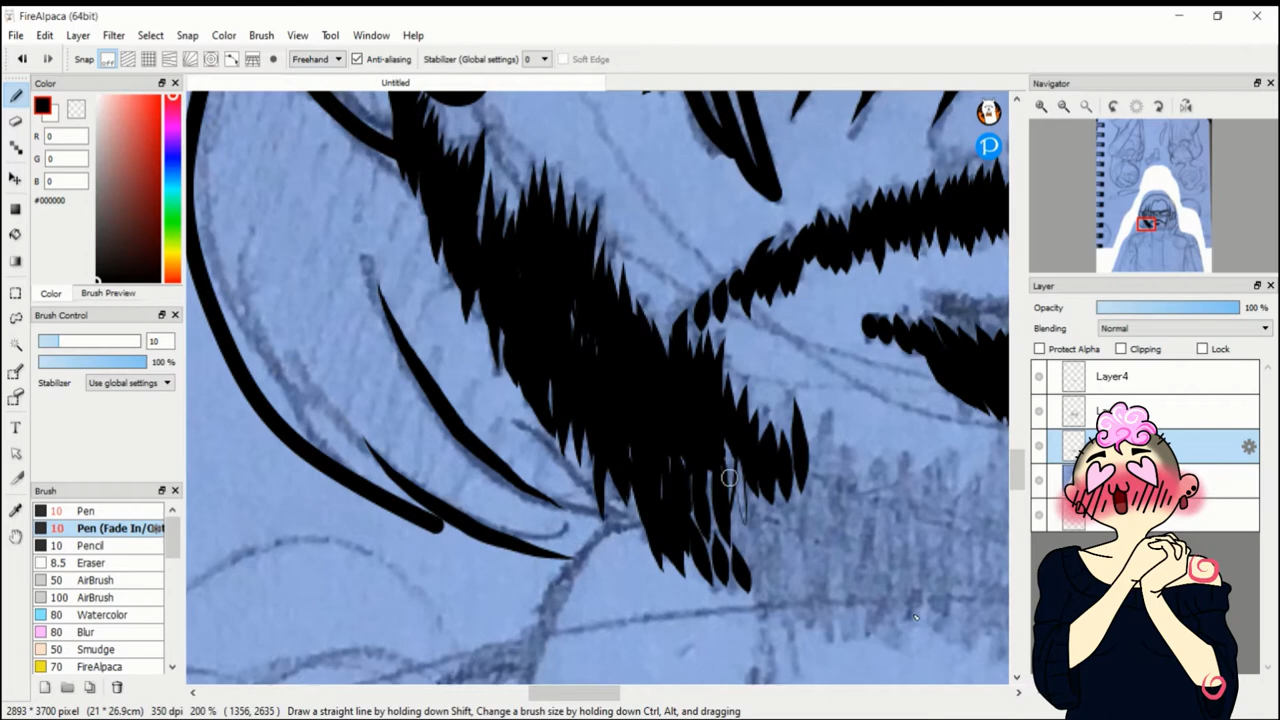 FireAlpaca (64bit)
File Edit Layer Filter Select Snap Color Brush View Tool Window Help
Snap off Freehand Anti-aliasing Stabilizer (Global settings) 0 Soft Edge
Color
Untitled
Navigator
R 0
G 0
B 0
#000000
Color Brush Preview
Brush Control
10
100 %
Stabilizer Use global settings
Brush
10 Pen
10 Pen (Fade In/Out
10 Pencil
8.5 Eraser
50 AirBrush
100 AirBrush
80 Watercolor
80 Blur
50 Smudge
70 FireAlpaca
P
Layer
Opacity 100 %
Blending Normal
Protect Alpha Clipping Lock
Layer4
2893 * 3700 pixel (21 * 26.9cm) 350 dpi 200 % ( 1356, 2635 ) Draw a straight line by holding down Shift, Change a brush size by holding down Ctrl, Alt, and dragging